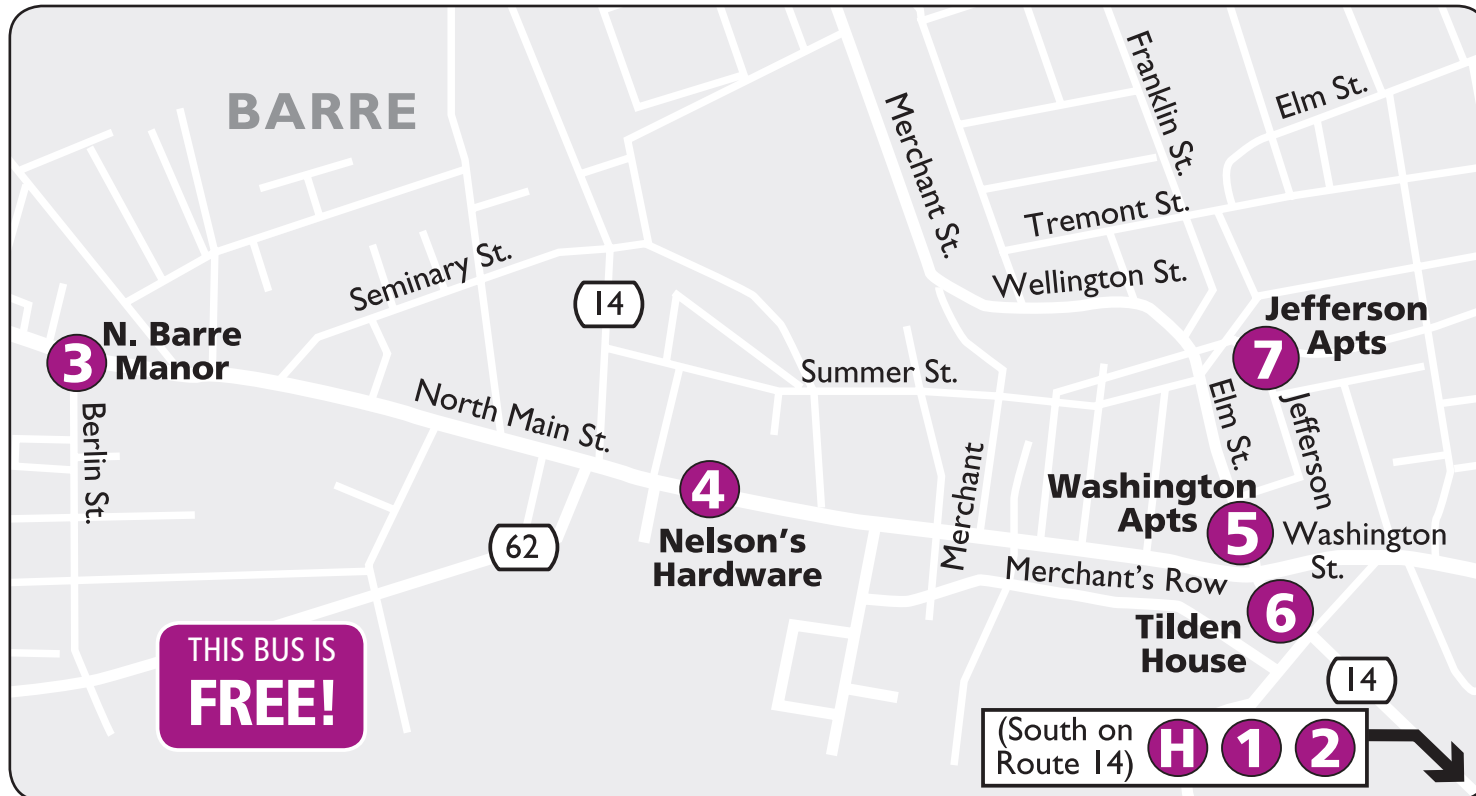 BARRE
Merchant St.
Franklin St.
Elm St.
Tremont St.
Seminary St.
14
Wellington St.
3
N. Barre
Manor
Jefferson
Apts
7
Summer St.
Berlin St.
North Main St.
Elm St.
Jefferson
4
Nelson's
Hardware
62
Merchant
Washington
Apts
5
Washington
St.
Merchant's Row
6
Tilden
House
14
THIS BUS IS
FREE!
(South on
Route 14)
H 1 2